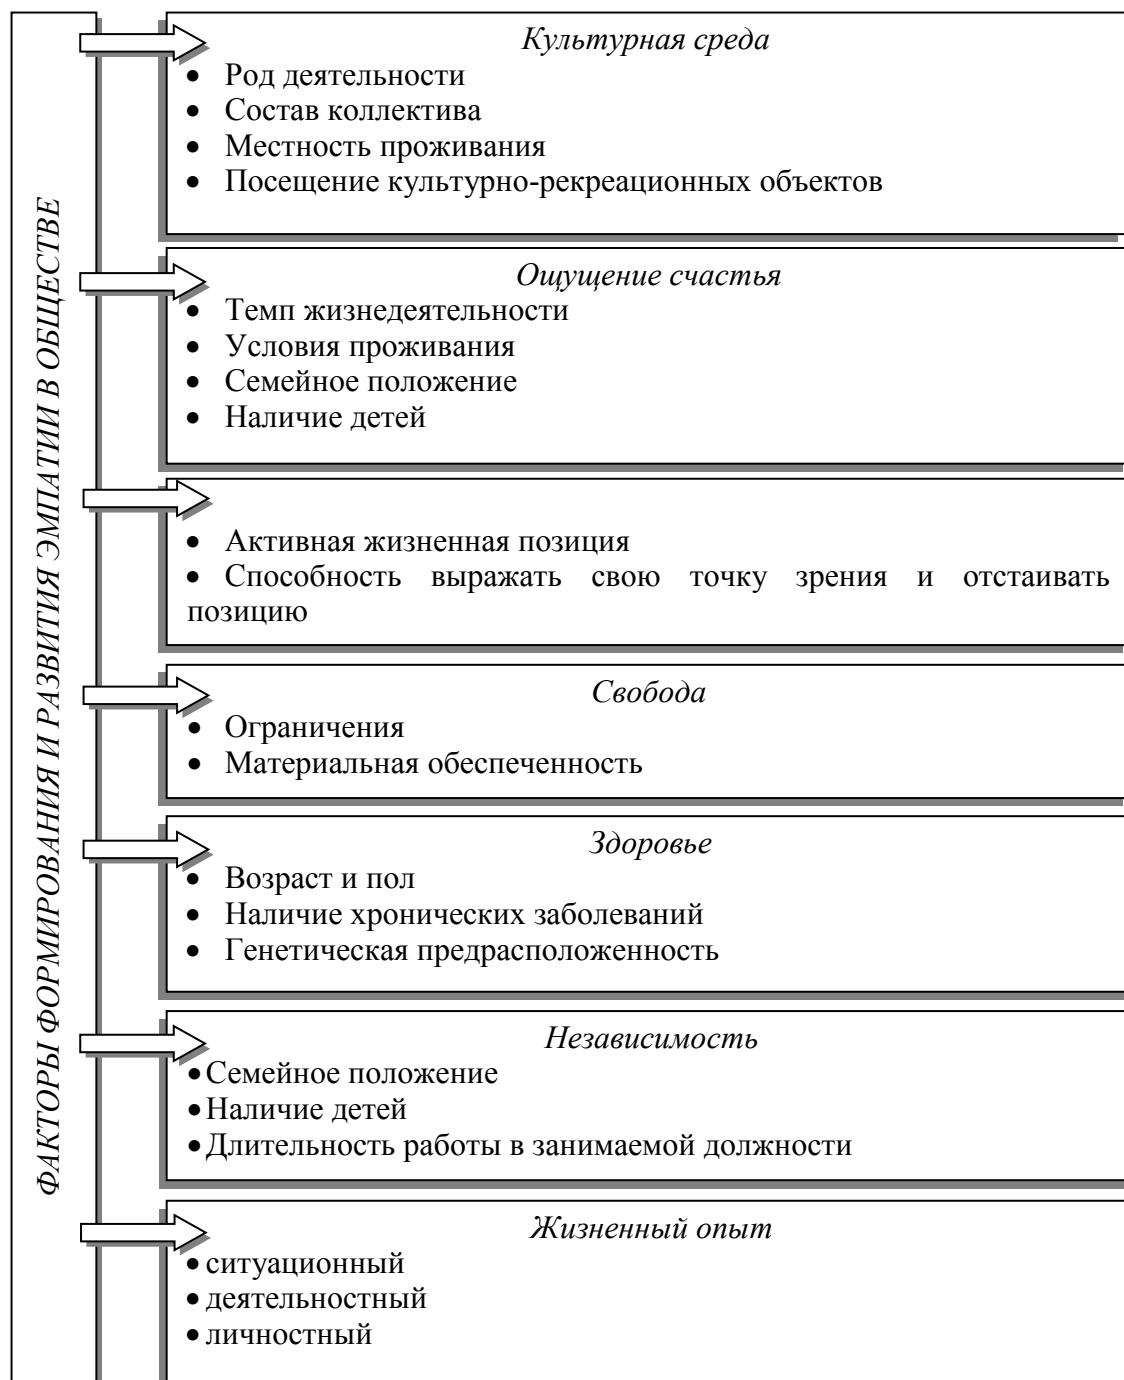 ФАКТОРЫ ФОРМИРОВАНИЯ И РАЗВИТИЯ ЭМПАТИИ В ОБЩЕСТВЕ
Культурная среда
• Род деятельности
• Состав коллектива
• Местность проживания
• Посещение культурно-рекреационных объектов
Ощущение счастья
• Темп жизнедеятельности
• Условия проживания
• Семейное положение
• Наличие детей
• Активная жизненная позиция
• Способность выражать свою точку зрения и отстаивать
позицию
Свобода
• Ограничения
• Материальная обеспеченность
Здоровье
• Возраст и пол
• Наличие хронических заболеваний
• Генетическая предрасположенность
Независимость
• Семейное положение
• Наличие детей
• Длительность работы в занимаемой должности
Жизненный опыт
• ситуационный
• деятельностный
• личностный